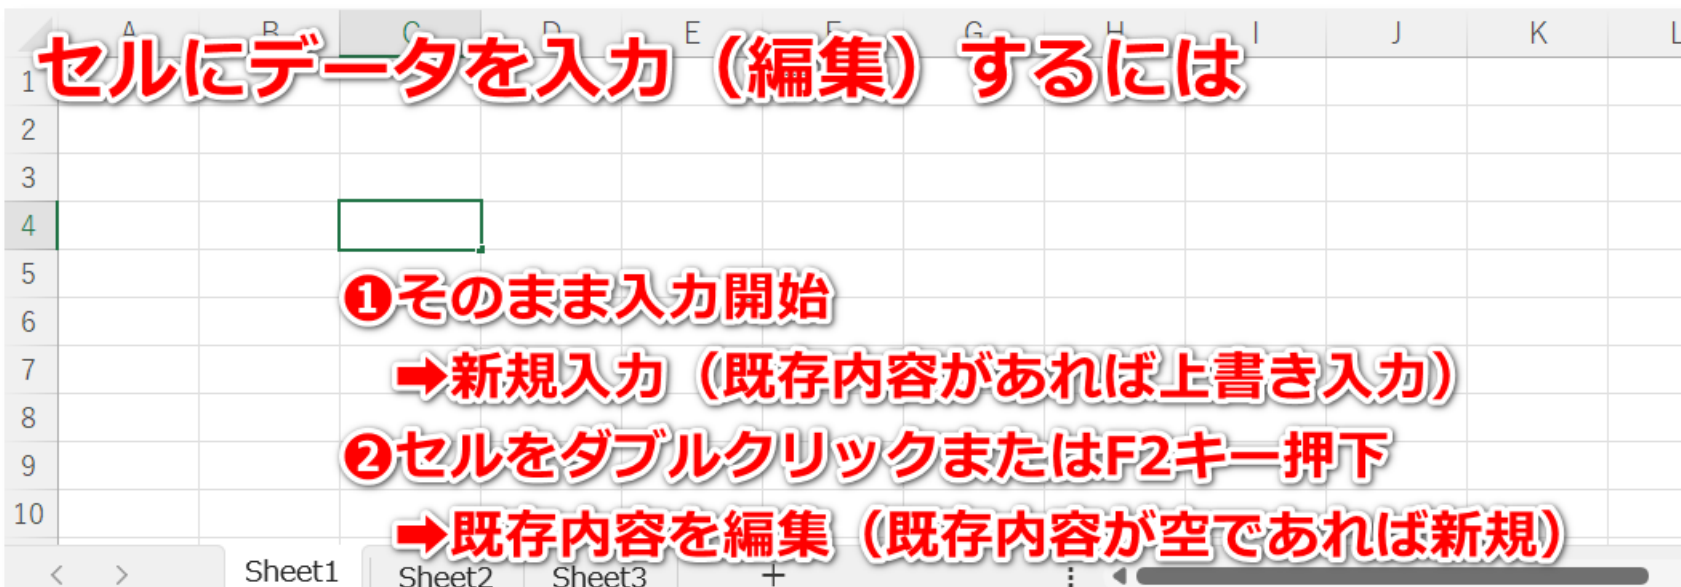 A B C D E F G H I J K L
セルにデータを入力（編集）するには
1
2
3
4
5
❶そのまま入力開始
6
7
➡新規入力（既存内容があれば上書き入力）
8
❷セルをダブルクリックまたはF2キー押下
9
10
➡既存内容を編集（既存内容が空であれば新規）
Sheet1 Sheet2 Sheet3